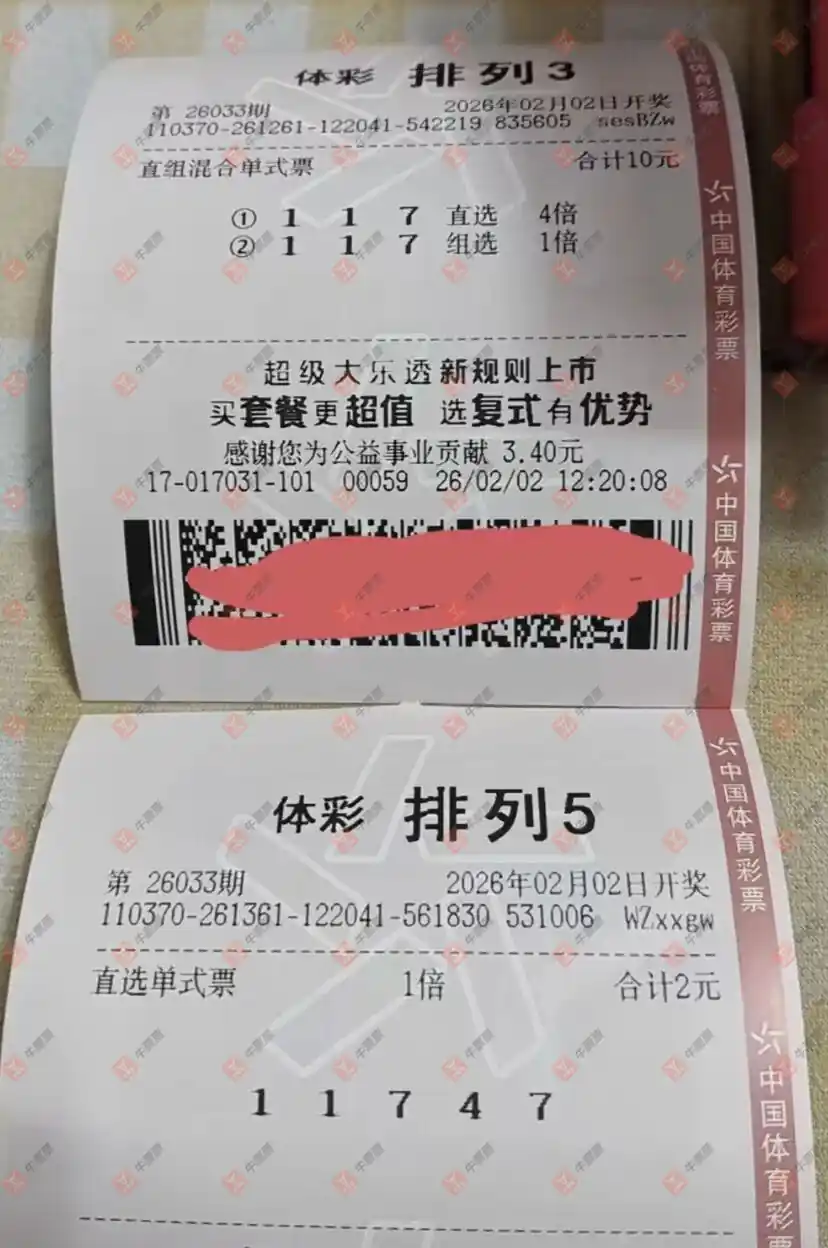 体彩 排列3
第 26033期 2026年02月02日开奖
110370-261261-122041-542219 835605 sesBZw
直组混合单式票 合计10元
① 1 1 7 直选 4倍
② 1 1 7 组选 1倍
超级大乐透新规则上市
买套餐更超值 选复式有优势
感谢您为公益事业贡献 3.40元
17-017031-101 00059 26/02/02 12:20:08
体育彩票
中国体育彩票
中国体育彩票
体彩 排列5
第 26033期 2026年02月02日开奖
110370-261361-122041-561830 531006 WZxxgw
直选单式票 1倍 合计2元
1 1 7 4 7
中国体育彩票
中国体育彩票